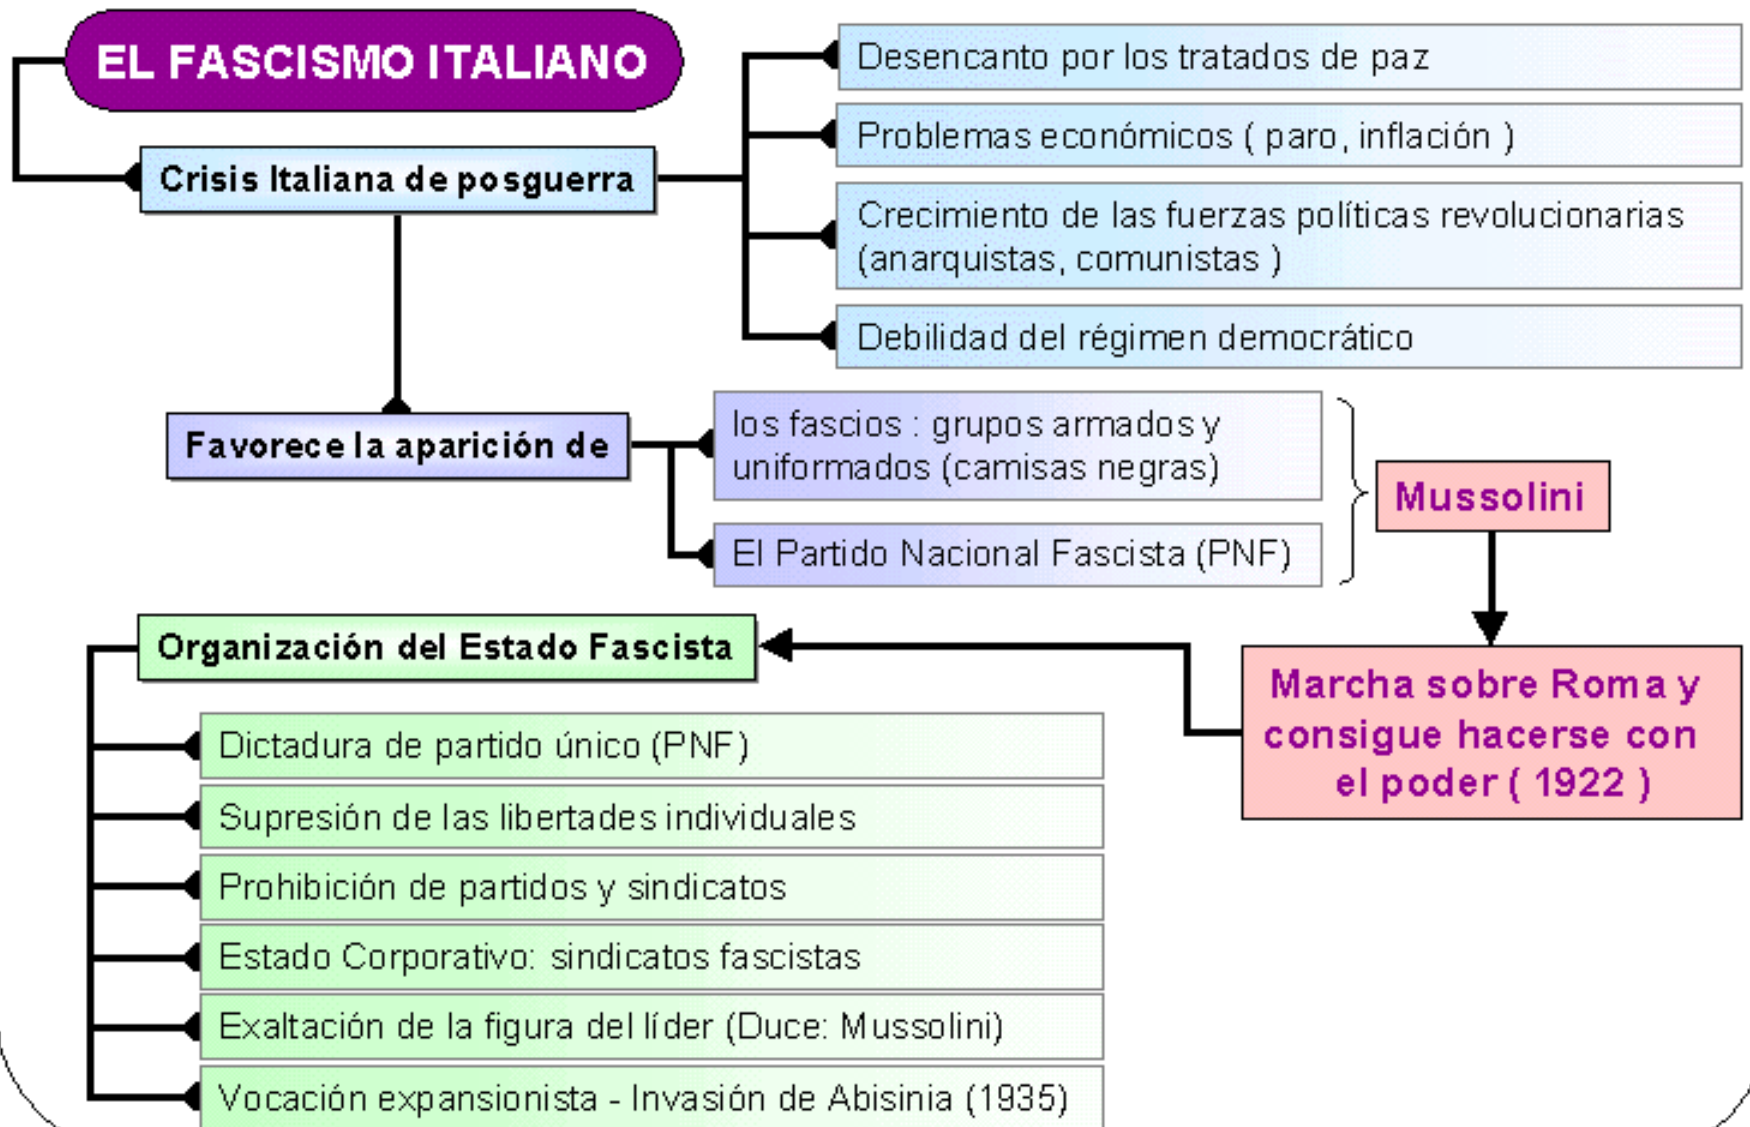 EL FASCISMO ITALIANO
Crisis Italiana de posguerra
Desencanto por los tratados de paz
Problemas económicos ( paro, inflación )
Crecimiento de las fuerzas políticas revolucionarias
(anarquistas, comunistas )
Debilidad del régimen democrático
Favorece la aparición de
los fascios : grupos armados y
uniformados (camisas negras)
El Partido Nacional Fascista (PNF)
Mussolini
Marcha sobre Roma y
consigue hacerse con
el poder ( 1922 )
Organización del Estado Fascista
Dictadura de partido único (PNF)
Supresión de las libertades individuales
Prohibición de partidos y sindicatos
Estado Corporativo: sindicatos fascistas
Exaltación de la figura del líder (Duce: Mussolini)
Vocación expansionista - Invasión de Abisinia (1935)